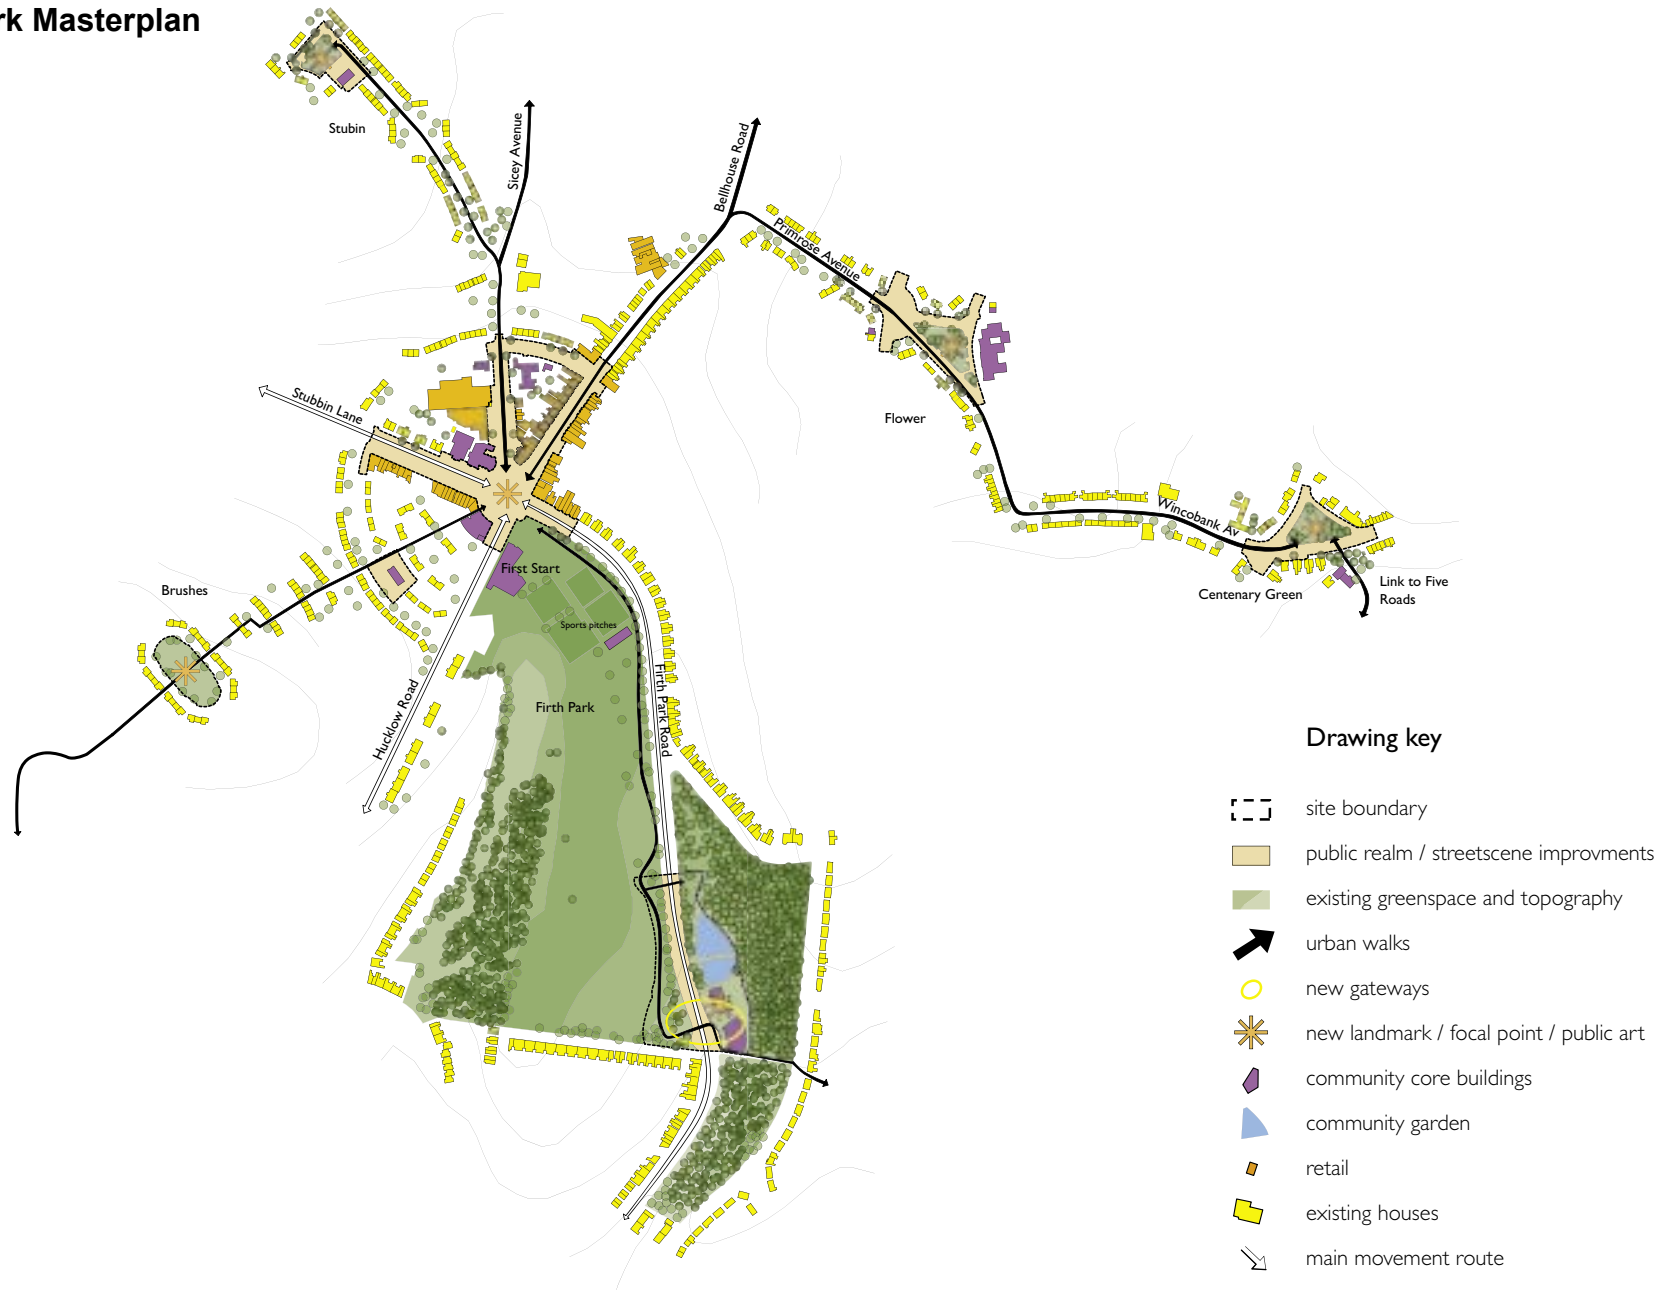 rk Masterplan
Stubin
Sicey Avenue
Bellhouse Road
Primrose Avenue
Stubbin Lane
Flower
Wincobank Av
Centenary Green
Link to Five
Roads
Brushes
First Start
Sports pitches
Firth Park
Firth Park Road
Hucklow Road
Drawing key
site boundary
public realm / streetscene improvments
existing greenspace and topography
urban walks
new gateways
new landmark / focal point / public art
community core buildings
community garden
retail
existing houses
main movement route